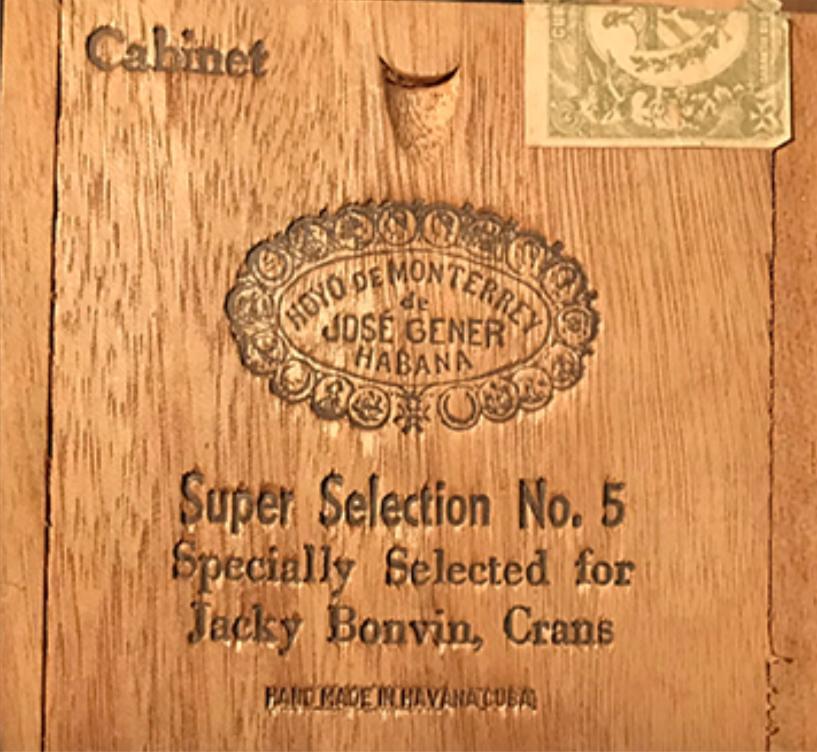 Cabinet
CU
HOYO DE MONTERREY
de
JOSÉ GENER
HABANA
Super Selection No. 5
Specially Selected for
Jacky Bonvin, Crans
HAND MADE IN HAVANA CUBA